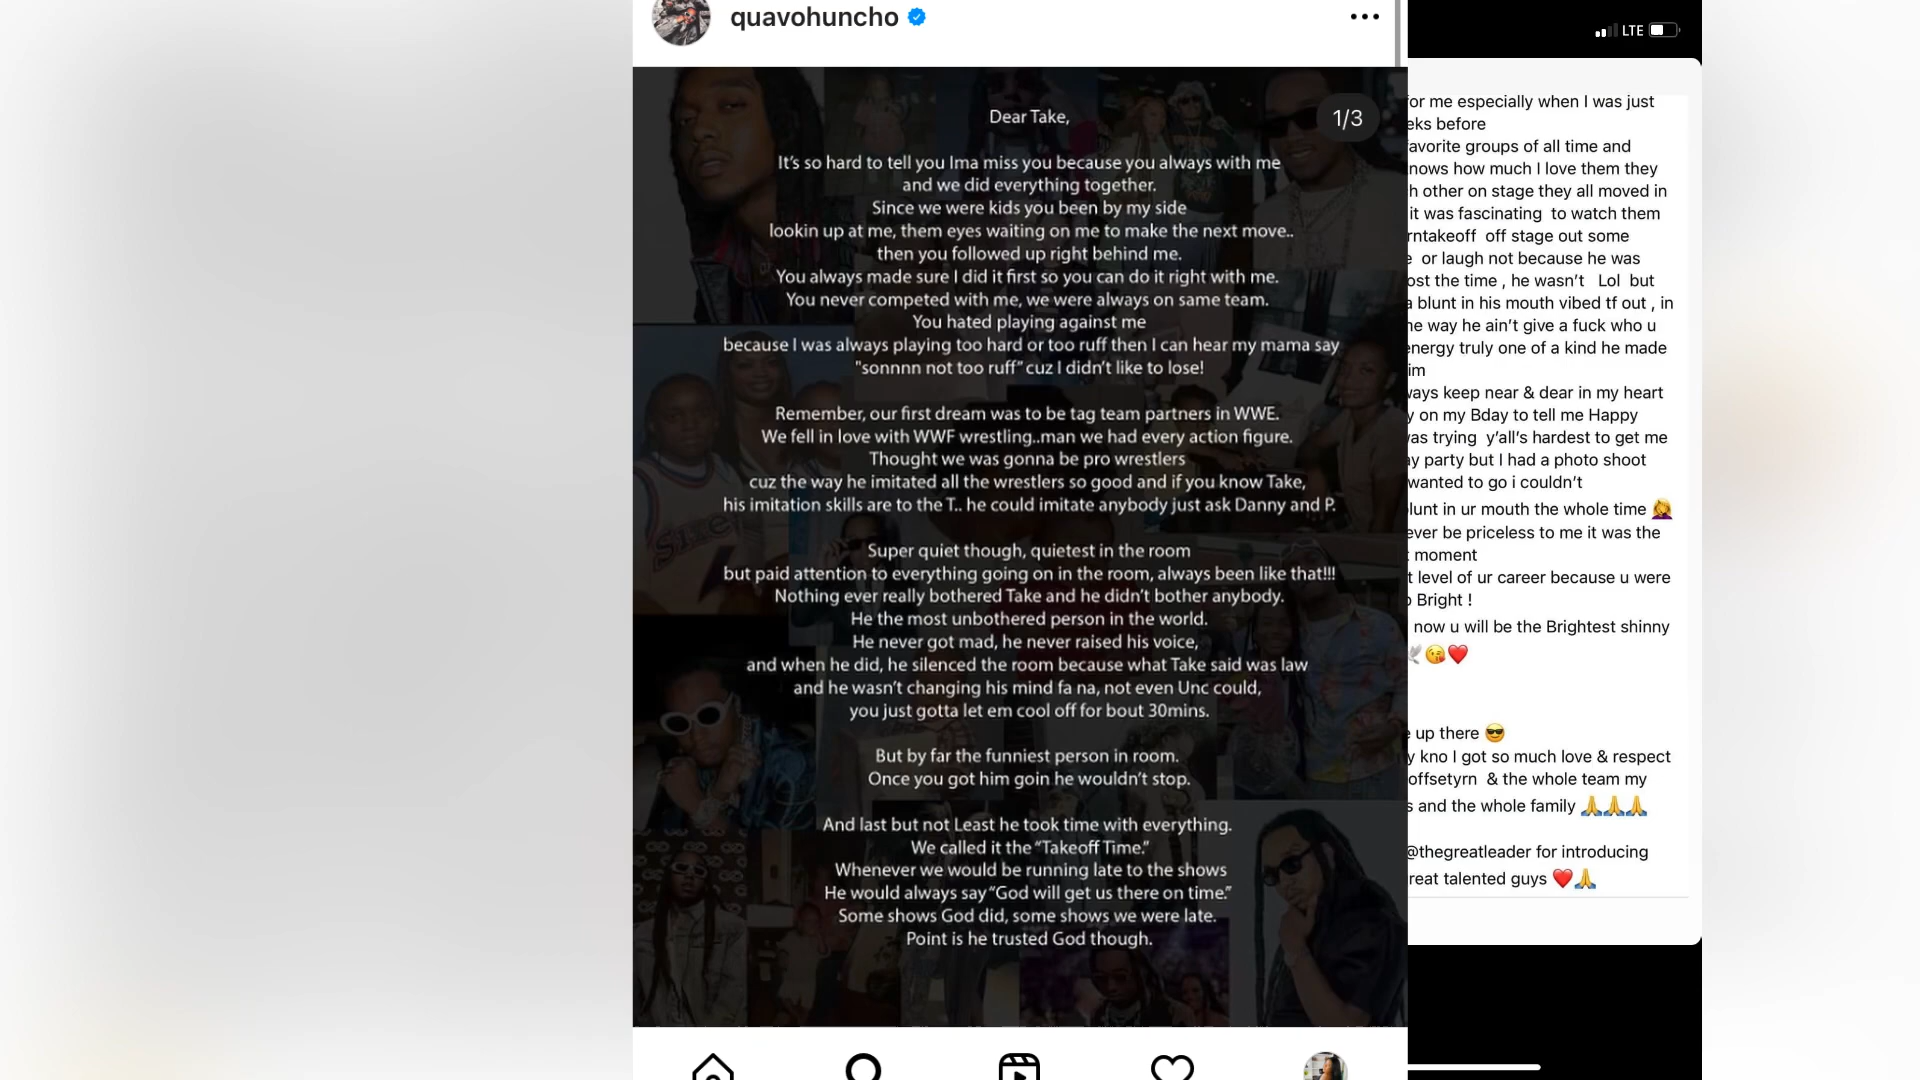 quavohuncho
1/3
Dear Take,
It's so hard to tell you Ima miss you because you always with me
and we did everything together.
Since we were kids you been by my side
lookin up at me, them eyes waiting on me to make the next move..
then you followed up right behind me.
You always made sure I did it first so you can do it right with me.
You never competed with me, we were always on same team.
You hated playing against me
because I was always playing too hard or too ruff then I can hear my mama say
"sonnnn not too ruff" cuz I didn't like to lose!
Remember, our first dream was to be tag team partners in WWE.
We fell in love with WWF wrestling..man we had every action figure.
Thought we was gonna be pro wrestlers
cuz the way he imitated all the wrestlers so good and if you know Take,
his imitation skills are to the T.. he could imitate anybody just ask Danny and P.
Super quiet though, quietest in the room
but paid attention to everything going on in the room, always been like that!!!
Nothing ever really bothered Take and he didn't bother anybody.
He the most unbothered person in the world.
He never got mad, he never raised his voice,
and when he did, he silenced the room because what Take said was law
and he wasn't changing his mind fa na, not even Unc could,
you just gotta let em cool off for bout 30mins.
But by far the funniest person in room.
Once you got him goin he wouldn't stop.
And last but not Least he took time with everything.
We called it the "Takeoff Time."
Whenever we would be running late to the shows
He would always say "God will get us there on time."
Some shows God did, some shows we were late.
Point is he trusted God though.
LTE
for me especially when I was just
eks before
avorite groups of all time and
nows how much I love them they
h other on stage they all moved in
it was fascinating to watch them
rntakeoff off stage out some
e or laugh not because he was
ost the time , he wasn't Lol but
a blunt in his mouth vibed tf out , in
he way he ain't give a fuck who u
energy truly one of a kind he made
im
ways keep near & dear in my heart
y on my Bday to tell me Happy
was trying y'all's hardest to get me
ay party but I had a photo shoot
wanted to go i couldn't
lunt in ur mouth the whole time 🤦‍♀️
ever be priceless to me it was the
t moment
t level of ur career because u were
o Bright !
now u will be the Brightest shinny
🕊😘❤️
e up there 😎
y kno I got so much love & respect
offsetyrn & the whole team my
s and the whole family 🙏🙏🙏
@thegreatleader for introducing
reat talented guys ❤️🙏